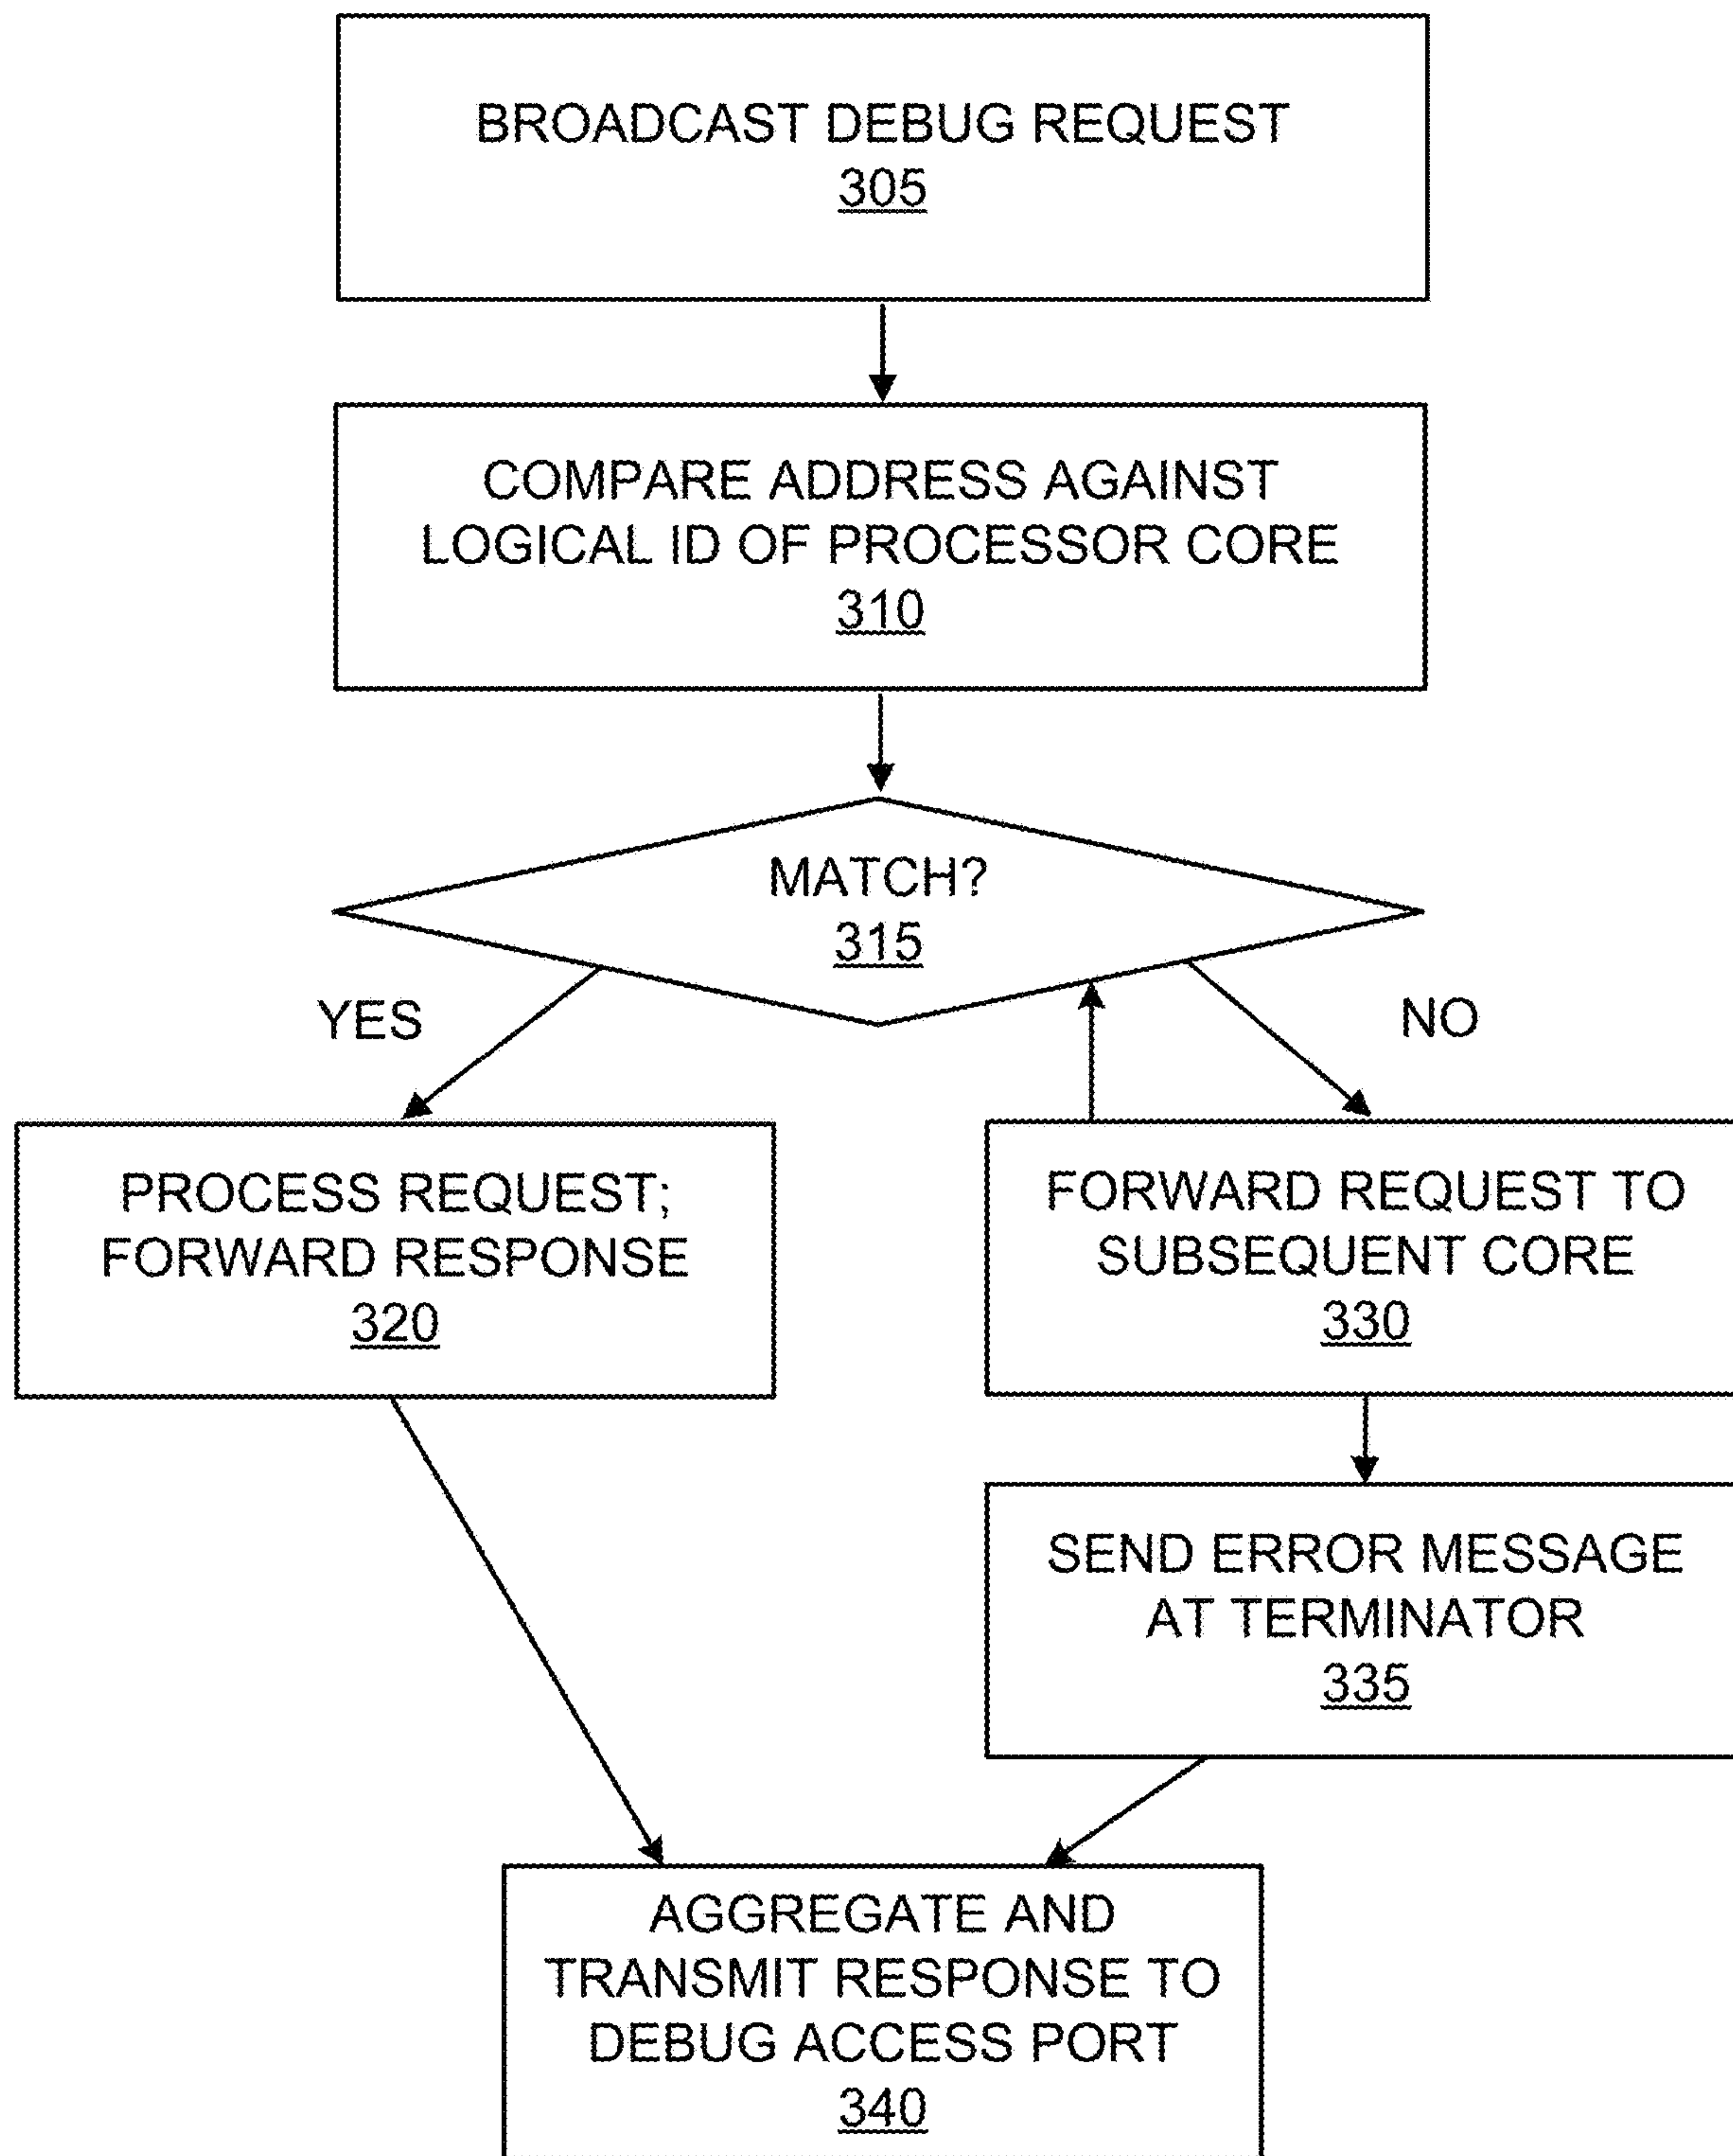 BROADCAST DEBUG REQUEST
305
COMPARE ADDRESS AGAINST
LOGICAL ID OF PROCESSOR CORE
310
MATCH?
315
YES
NO
PROCESS REQUEST;
FORWARD RESPONSE
320
FORWARD REQUEST TO
SUBSEQUENT CORE
330
SEND ERROR MESSAGE
AT TERMINATOR
335
AGGREGATE AND
TRANSMIT RESPONSE TO
DEBUG ACCESS PORT
340